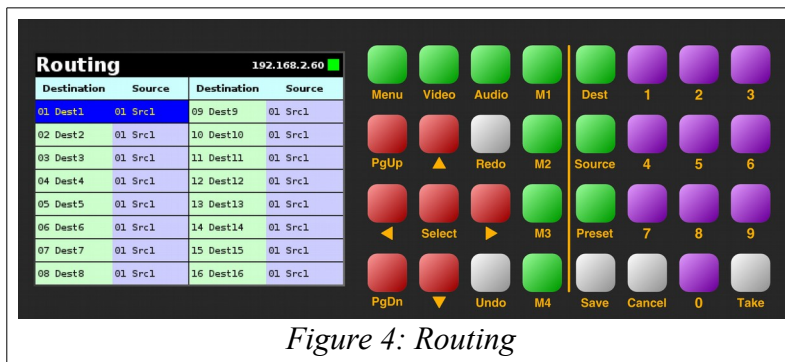 Routing 192.168.2.60
Destination Source Destination Source
01 Dest1 01 Src1 09 Dest9 01 Src1
02 Dest2 01 Src1 10 Dest10 01 Src1
03 Dest3 01 Src1 11 Dest11 01 Src1
04 Dest4 01 Src1 12 Dest12 01 Src1
05 Dest5 01 Src1 13 Dest13 01 Src1
06 Dest6 01 Src1 14 Dest14 01 Src1
07 Dest7 01 Src1 15 Dest15 01 Src1
08 Dest8 01 Src1 16 Dest16 01 Src1
Menu Video Audio M1 Dest 1 2 3
PgUp Redo M2 Source 4 5 6
Select M3 Preset 7 8 9
PgDn Undo M4 Save Cancel 0 Take
Figure 4: Routing